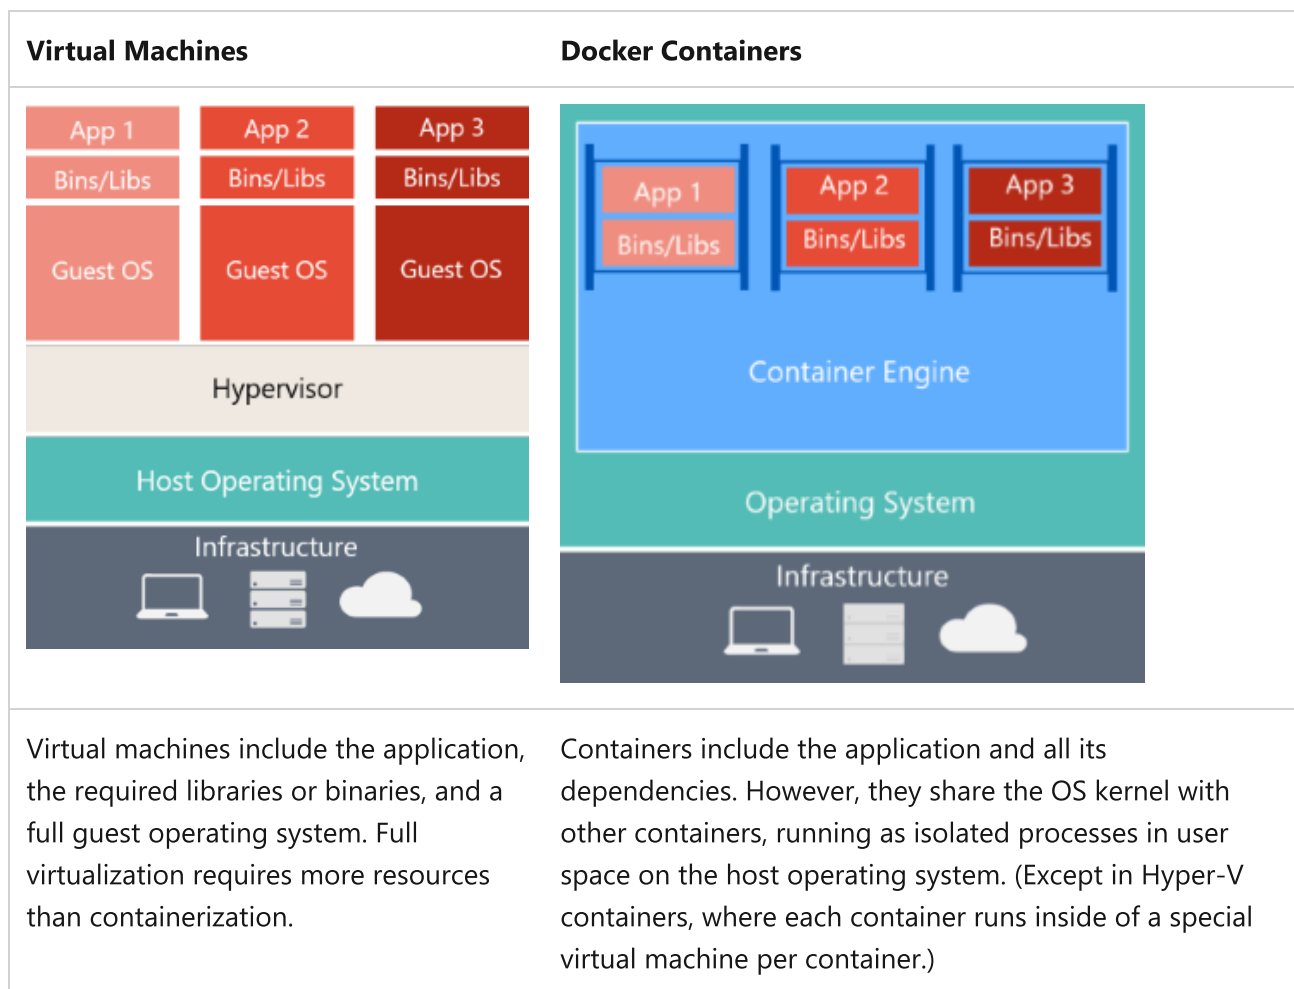 Virtual Machines
Docker Containers
App 1
App 2
App 3
Bins/Libs
Bins/Libs
Bins/Libs
Guest OS
Guest OS
Guest OS
Hypervisor
Host Operating System
Infrastructure
App 1
App 2
App 3
Bins/Libs
Bins/Libs
Bins/Libs
Container Engine
Operating System
Infrastructure
Virtual machines include the application,
the required libraries or binaries, and a
full guest operating system. Full
virtualization requires more resources
than containerization.
Containers include the application and all its
dependencies. However, they share the OS kernel with
other containers, running as isolated processes in user
space on the host operating system. (Except in Hyper-V
containers, where each container runs inside of a special
virtual machine per container.)